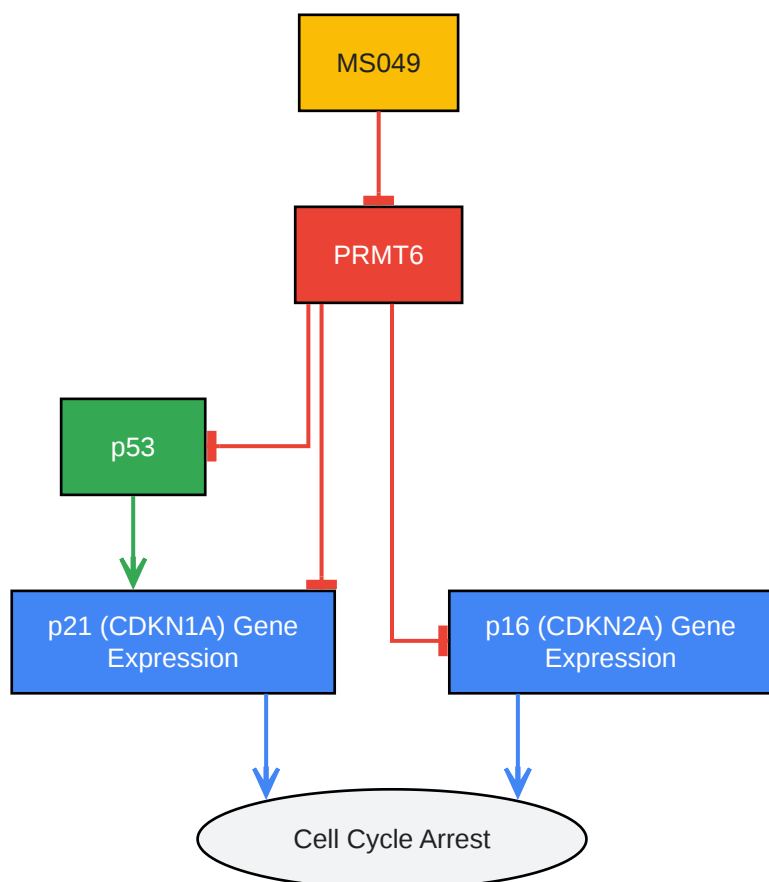 MS049
PRMT6
p53
p21 (CDKN1A) Gene
Expression
p16 (CDKN2A) Gene
Expression
Cell Cycle Arrest